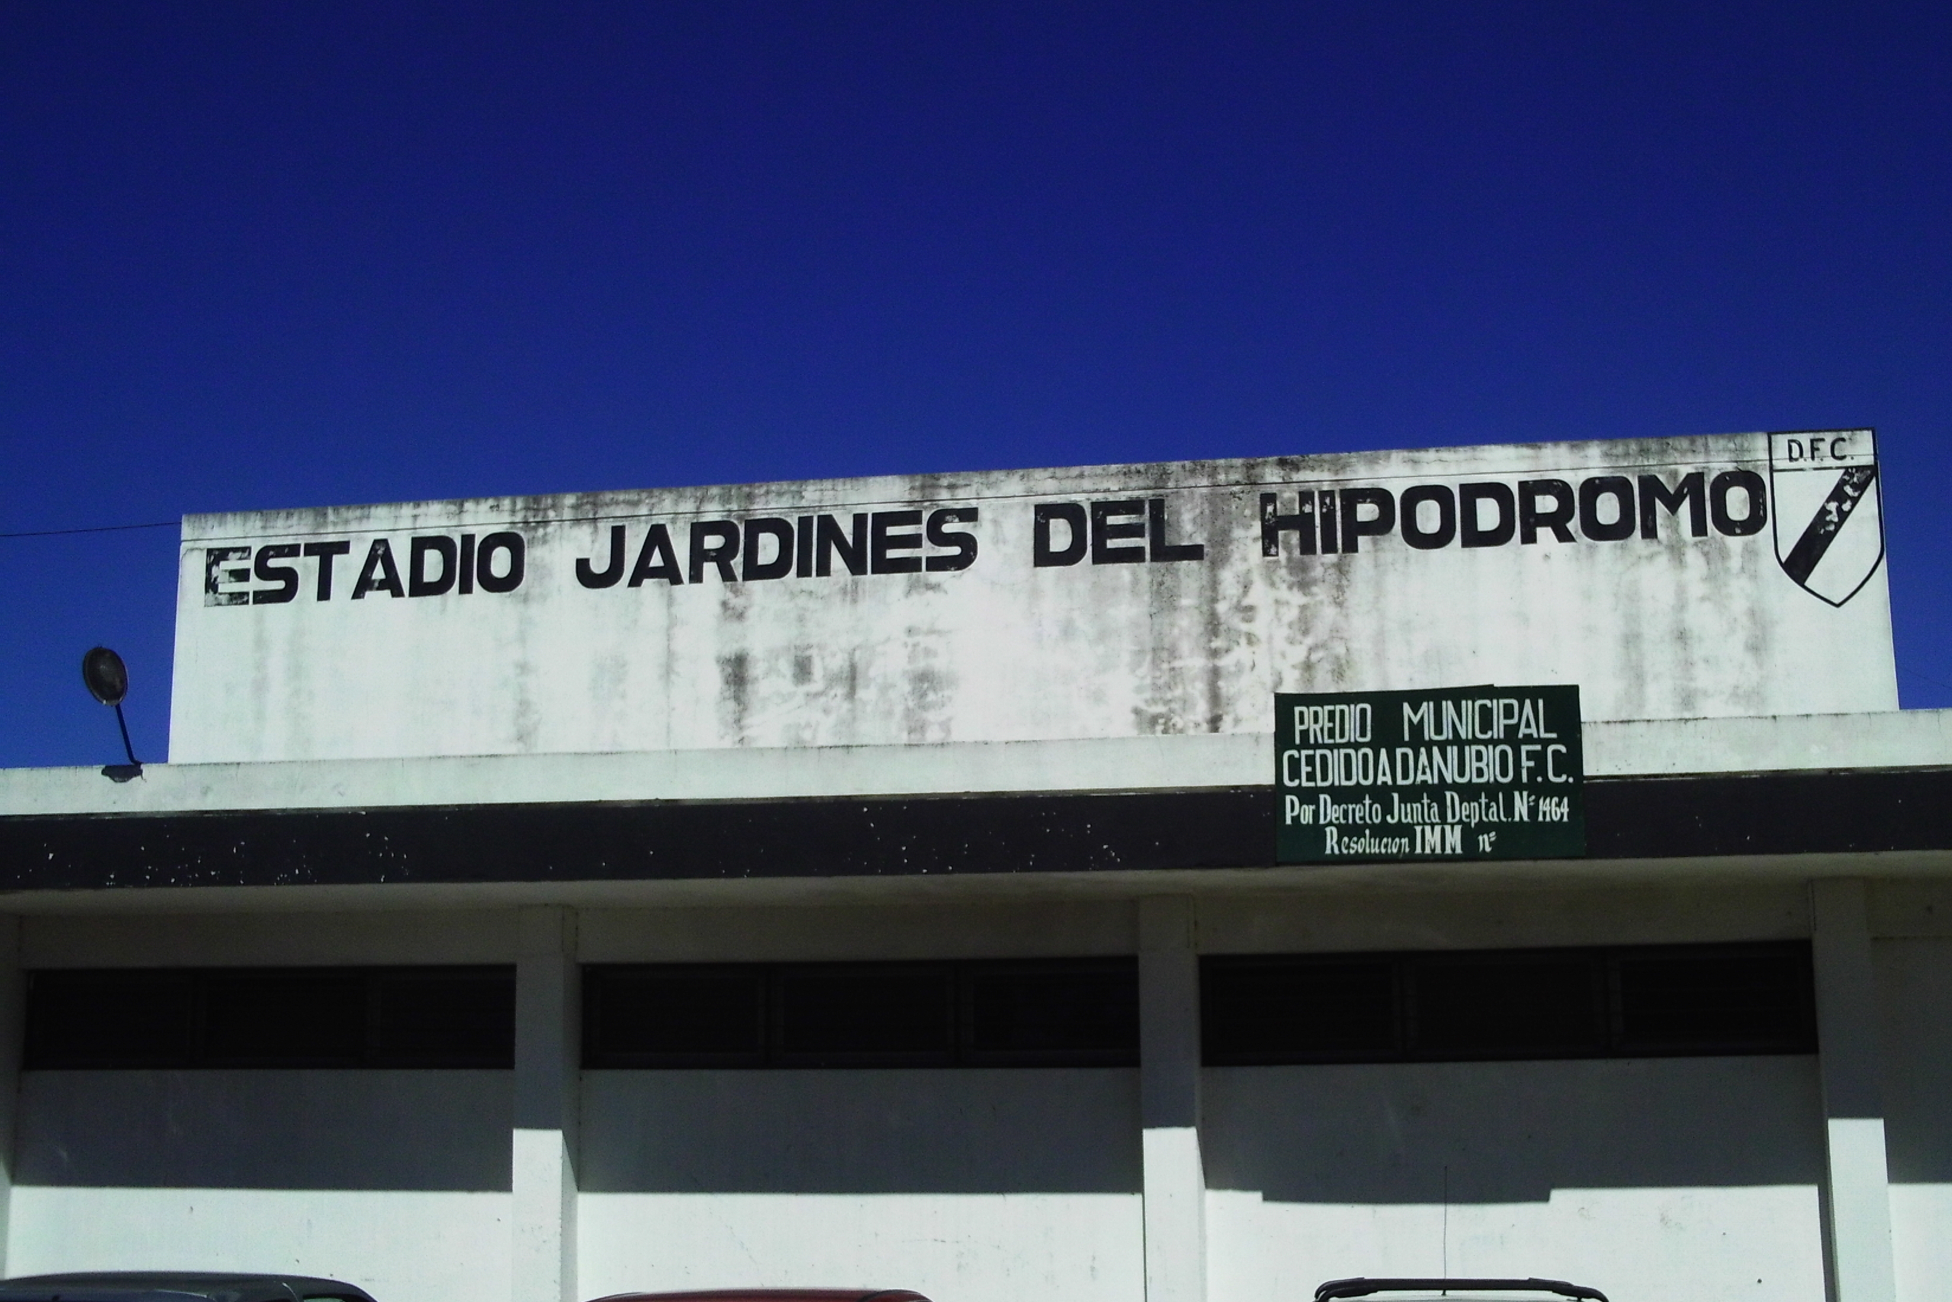 ESTADIO JARDINES DEL HIPODROMO
D.F.C.
PREDIO MUNICIPAL
CEDIDO A DANUBIO F.C.
Por Decreto Junta Deptal. Nº 1464
Resolucion IMM nº